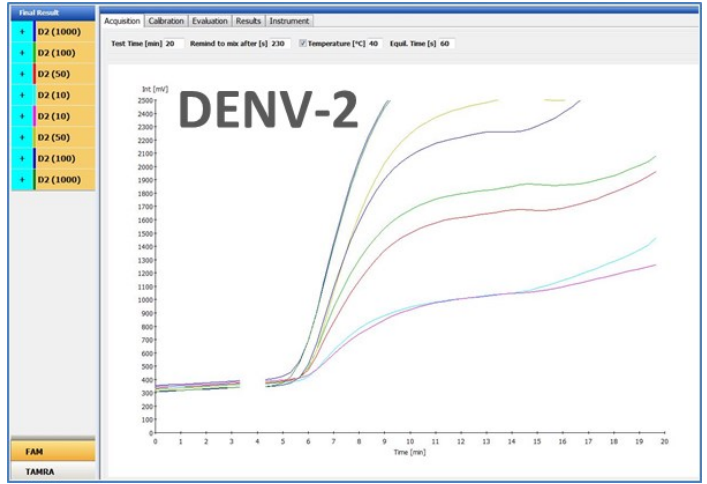 Final Result
+ D2 (1000)
+ D2 (100)
+ D2 (50)
+ D2 (10)
+ D2 (10)
+ D2 (50)
+ D2 (100)
+ D2 (1000)
FAM
TAMRA
Acquisition Calibration Evaluation Results Instrument
Test Time [min] 20 Remind to mix after [s] 230 Temperature [°C] 40 Equil. Time [s] 60
DENV-2
Int [mV]
2500
2400
2300
2200
2100
2000
1900
1800
1700
1600
1500
1400
1300
1200
1100
1000
900
800
700
600
500
400
300
200
100
0
0 1 2 3 4 5 6 7 8 9 10 11 12 13 14 15 16 17 18 19 20
Time [min]